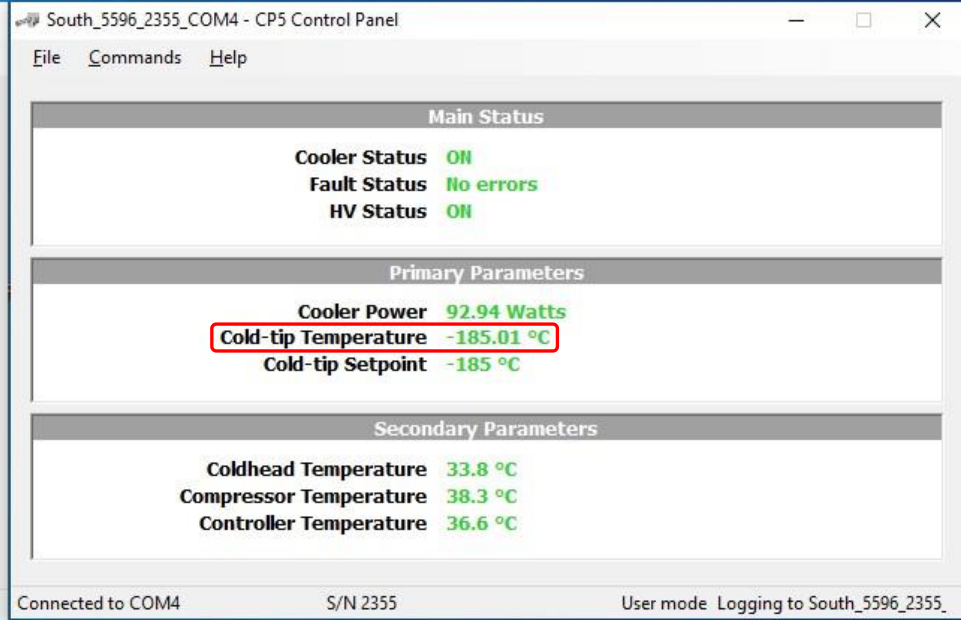 South_5596_2355_COM4 - CP5 Control Panel
File Commands Help
Main Status
Cooler Status ON
Fault Status No errors
HV Status ON
Primary Parameters
Cooler Power 92.94 Watts
Cold-tip Temperature -185.01 °C
Cold-tip Setpoint -185 °C
Secondary Parameters
Coldhead Temperature 33.8 °C
Compressor Temperature 38.3 °C
Controller Temperature 36.6 °C
Connected to COM4 S/N 2355 User mode Logging to South_5596_2355_